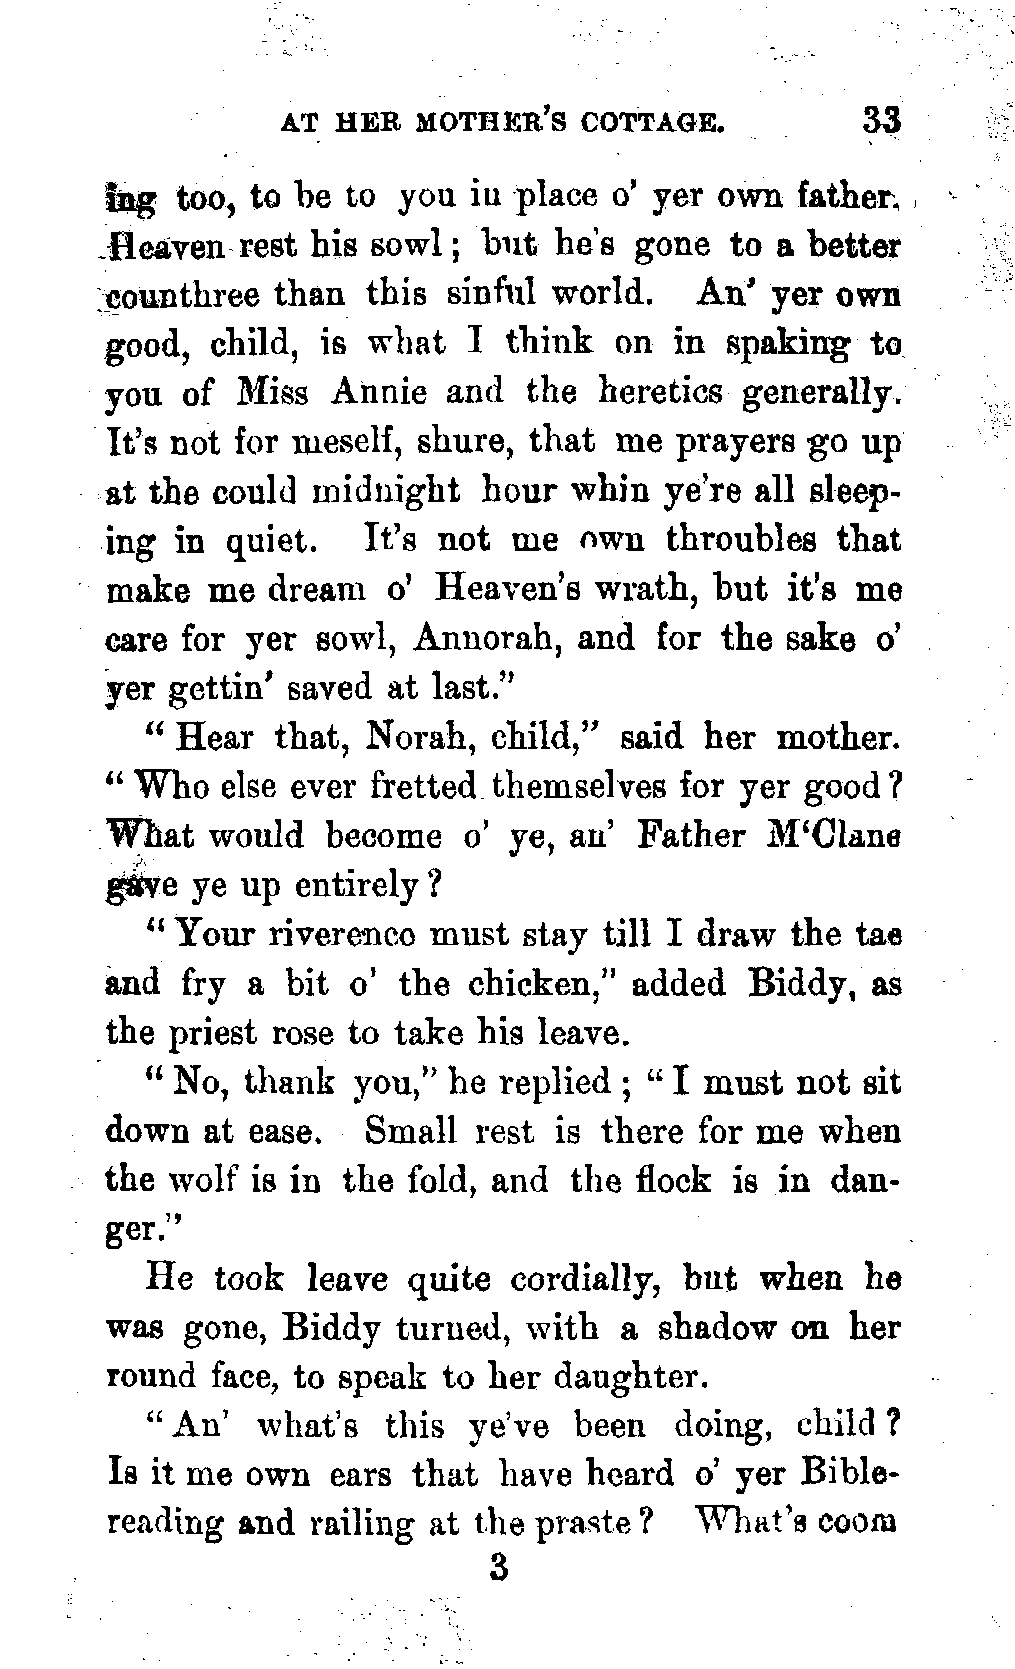 AT HER MOTHER'S COTTAGE. 33
ing too, to be to you in place o' yer own father,
Heaven rest his sowl; but he's gone to a better
counthree than this sinful world. An' yer own
good, child, is what I think on in spaking to
you of Miss Annie and the heretics generally.
It's not for meself, shure, that me prayers go up
at the could midnight hour whin ye're all sleep-
ing in quiet. It's not me own throubles that
make me dream o' Heaven's wrath, but it's me
care for yer sowl, Annorah, and for the sake o'
yer gettin' saved at last."
"Hear that, Norah, child," said her mother.
"Who else ever fretted themselves for yer good?
What would become o' ye, an' Father M'Clane
gave ye up entirely?
"Your riverence must stay till I draw the tae
and fry a bit o' the chicken," added Biddy, as
the priest rose to take his leave.
"No, thank you," he replied; "I must not sit
down at ease. Small rest is there for me when
the wolf is in the fold, and the flock is in dan-
ger."
He took leave quite cordially, but when he
was gone, Biddy turned, with a shadow on her
round face, to speak to her daughter.
"An' what's this ye've been doing, child?
Is it me own ears that have heard o' yer Bible-
reading and railing at the praste? What's coom
3